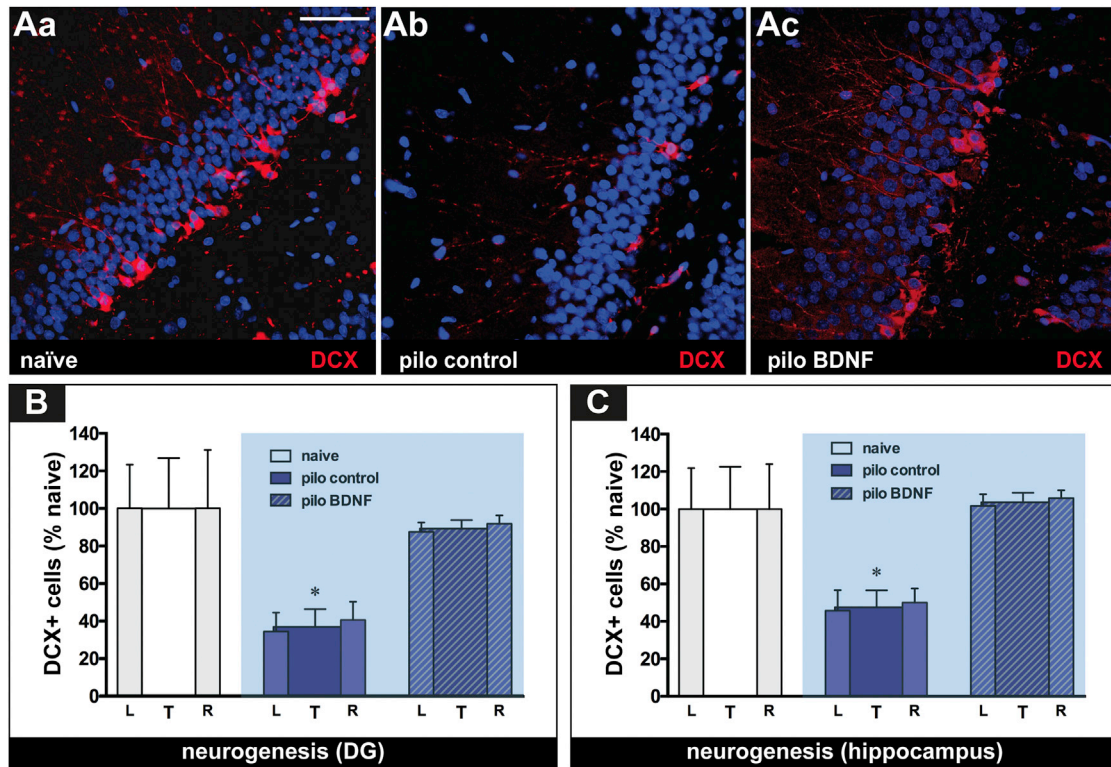 Aa
Ab
Ac
naïve DCX
pilo control DCX
pilo BDNF DCX
B
DCX+ cells (% naive)
140
120
100
80
60
40
20
0
naive
pilo control
pilo BDNF
*
L T R L T R L T R
neurogenesis (DG)
C
DCX+ cells (% naive)
140
120
100
80
60
40
20
0
naive
pilo control
pilo BDNF
*
L T R L T R L T R
neurogenesis (hippocampus)